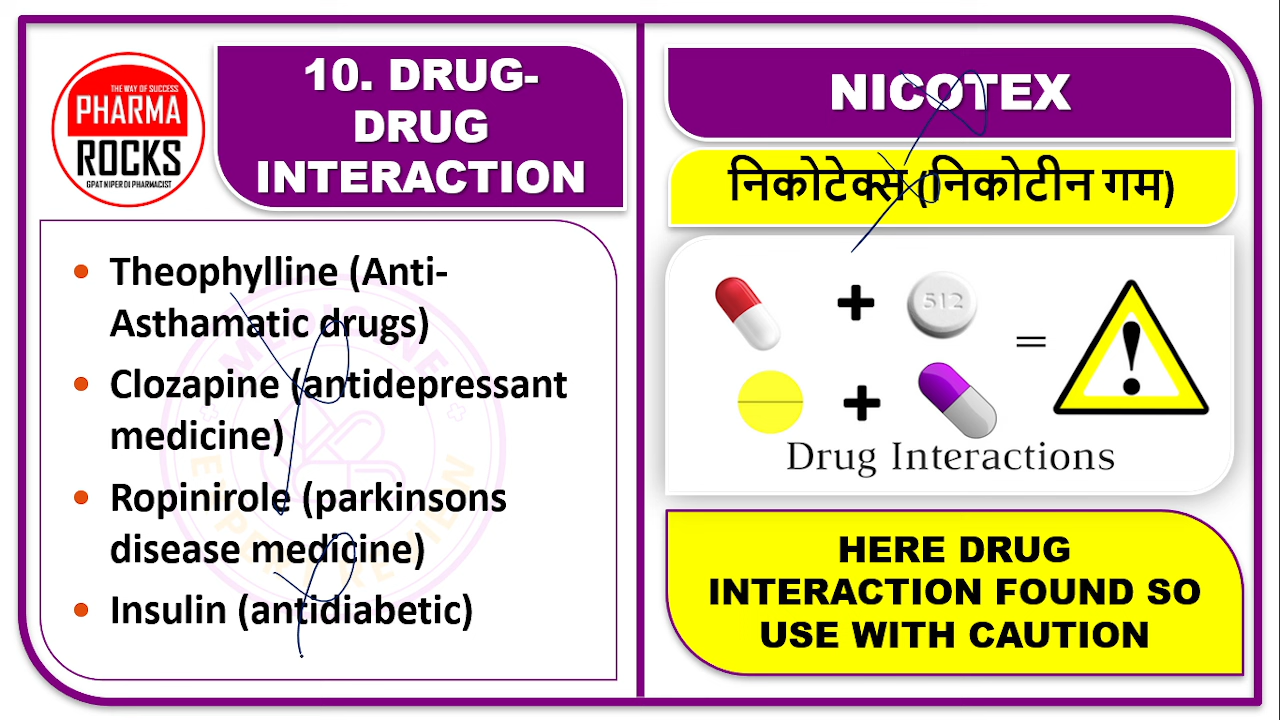 THE WAY OF SUCCESS
PHARMA
ROCKS
GPAT NIPER DI PHARMACIST
10. DRUG-
DRUG
INTERACTION
Theophylline (Anti-
Asthamatic drugs)
Clozapine (antidepressant
medicine)
Ropinirole (parkinsons
disease medicine)
Insulin (antidiabetic)
NICOTEX
निकोटेक्स (निकोटीन गम)
512
Drug Interactions
HERE DRUG
INTERACTION FOUND SO
USE WITH CAUTION